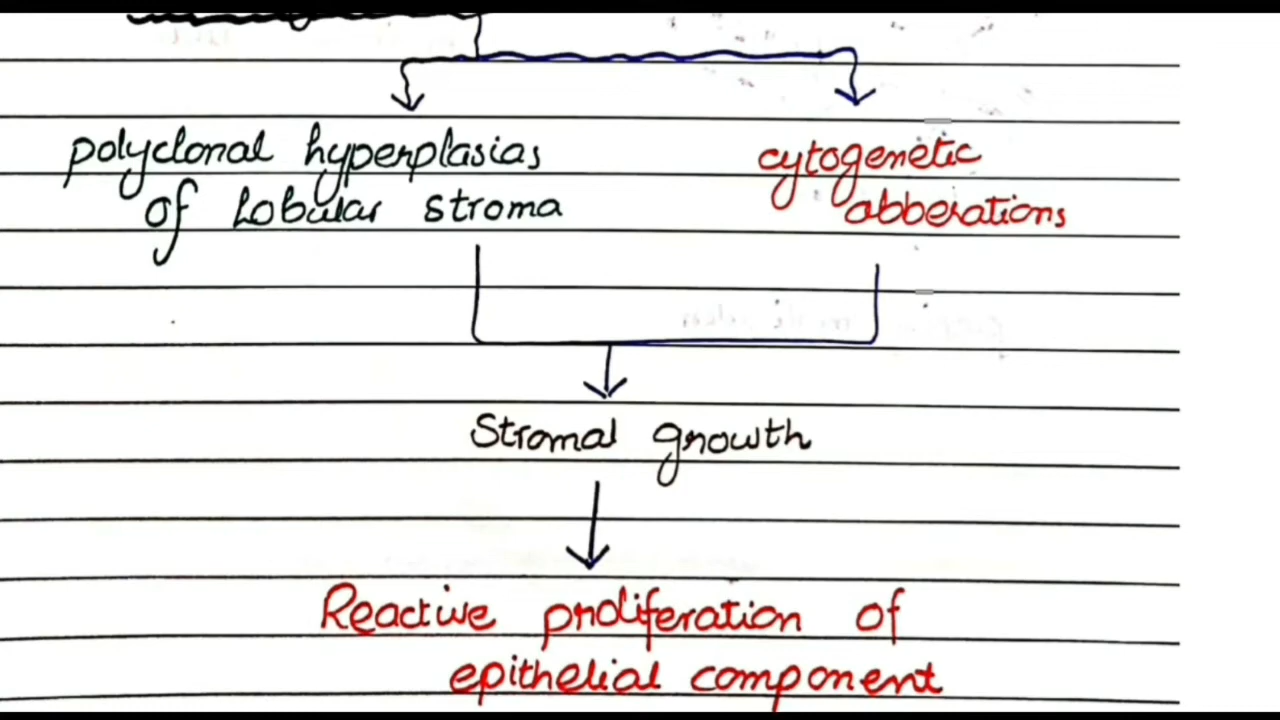 polyclonal hyperplasias
of Lobular stroma
cytogenetic
abberations
Stromal growth
Reactive proliferation of
epithelial component